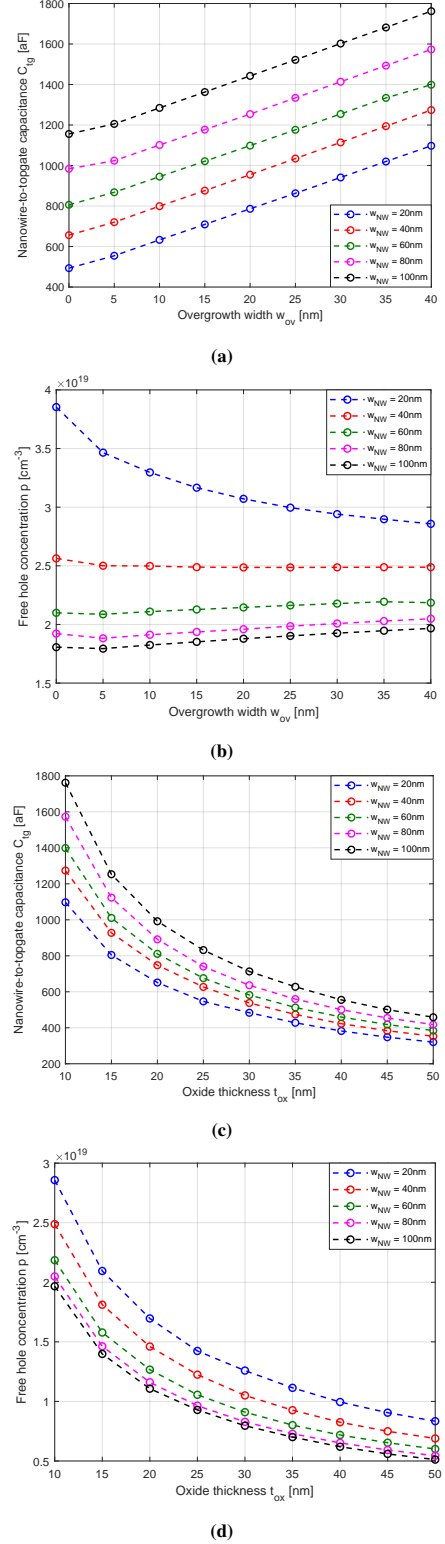 1800
1600
1400
1200
1000
800
600
400
Nanowire-to-topgate capacitance C_tg [aF]
w_NW = 20nm
w_NW = 40nm
w_NW = 60nm
w_NW = 80nm
w_NW = 100nm
0 5 10 15 20 25 30 35 40
Overgrowth width w_ov [nm]
(a)
×10^19
4
3.5
3
2.5
2
1.5
Free hole concentration p [cm^-3]
w_NW = 20nm
w_NW = 40nm
w_NW = 60nm
w_NW = 80nm
w_NW = 100nm
0 5 10 15 20 25 30 35 40
Overgrowth width w_ov [nm]
(b)
1800
1600
1400
1200
1000
800
600
400
200
Nanowire-to-topgate capacitance C_tg [aF]
w_NW = 20nm
w_NW = 40nm
w_NW = 60nm
w_NW = 80nm
w_NW = 100nm
10 15 20 25 30 35 40 45 50
Oxide thickness t_ox [nm]
(c)
×10^19
3
2.5
2
1.5
1
0.5
Free hole concentration p [cm^-3]
w_NW = 20nm
w_NW = 40nm
w_NW = 60nm
w_NW = 80nm
w_NW = 100nm
10 15 20 25 30 35 40 45 50
Oxide thickness t_ox [nm]
(d)